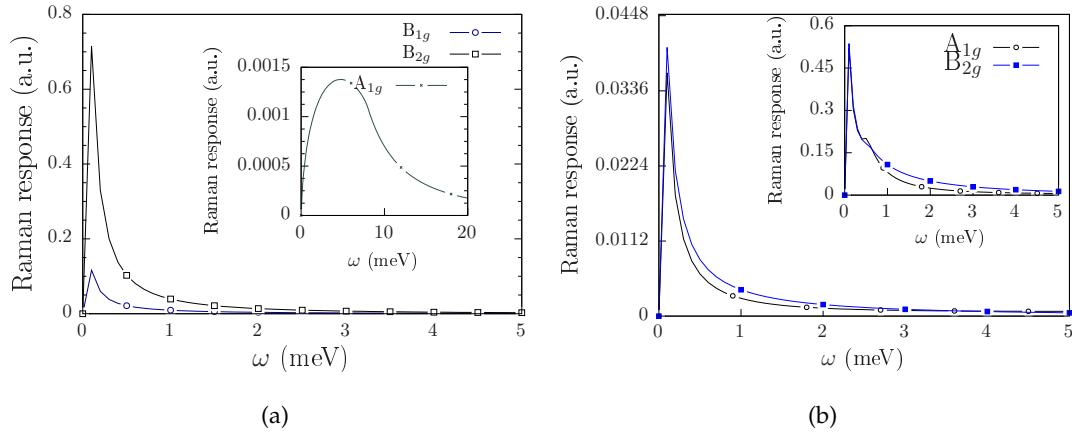 0.8
0.7
0.6
0.4
0.2
0
Raman response (a.u.)
B1g
B2g
0.0015
0.001
0.0005
0
Raman response (a.u.)
A1g
0 10 20
ω (meV)
0 1 2 3 4 5
ω (meV)
(a)
0.0448
0.0336
0.0224
0.0112
0
Raman response (a.u.)
0.6
0.45
0.3
0.15
0
Raman response (a.u.)
A1g
B2g
0 1 2 3 4 5
ω (meV)
0 1 2 3 4 5
ω (meV)
(b)